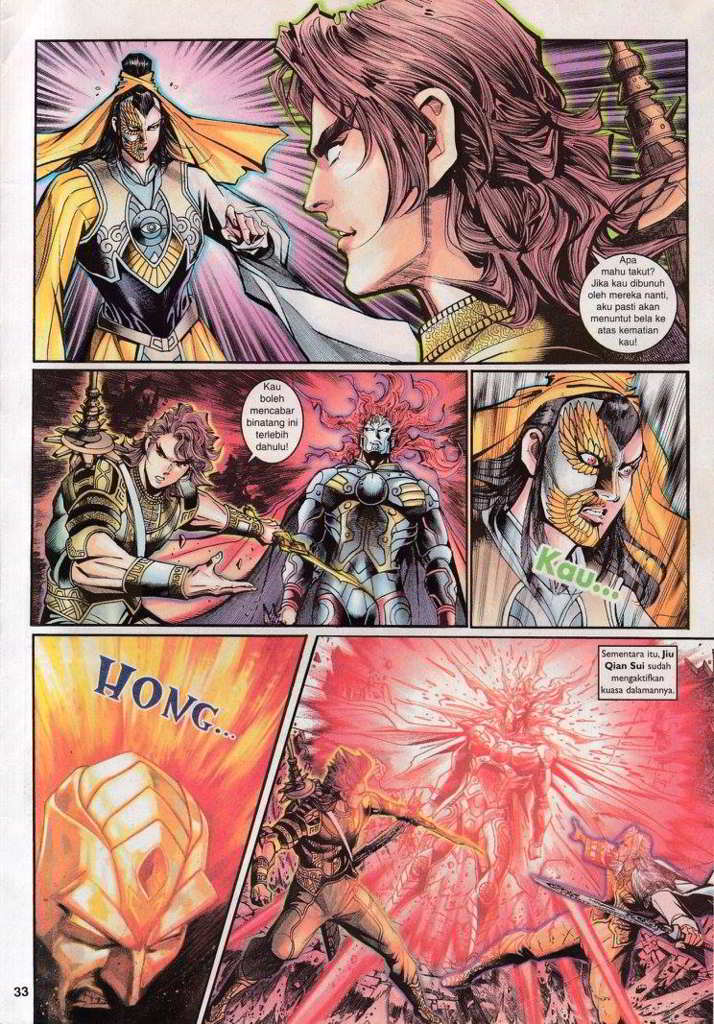 Apa
mahu takut?
Jika kau dibunuh
oleh mereka nanti,
aku pasti akan
menuntut bela ke
atas kematian
kau!
Kau
boleh
mencabar
binatang ini
terlebih
dahulu!
Kau...
HONG...
Sementara itu, Jiu
Qian Sui sudah
mengaktifkan
kuasa dalamannya.
33